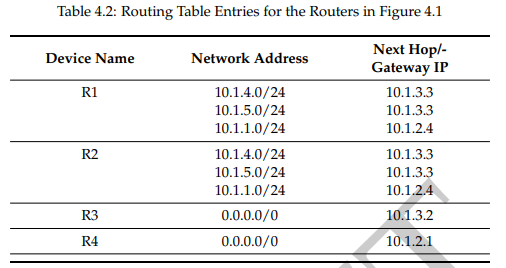 Table 4.2: Routing Table Entries for the Routers in Figure 4.1
Device Name Network Address Next Hop/-
Gateway IP
R1 10.1.4.0/24 10.1.3.3
10.1.5.0/24 10.1.3.3
10.1.1.0/24 10.1.2.4
R2 10.1.4.0/24 10.1.3.3
10.1.5.0/24 10.1.3.3
10.1.1.0/24 10.1.2.4
R3 0.0.0.0/0 10.1.3.2
R4 0.0.0.0/0 10.1.2.1